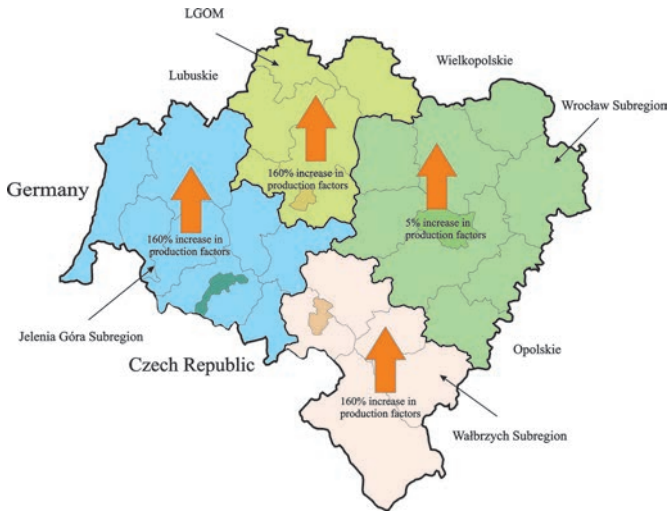 LGOM
Wielkopolskie
Lubuskie
Wrocław Subregion
Germany
160% increase in
production factors
5% increase in
production factors
160% increase in
production factors
Jelenia Góra Subregion
Czech Republic
Opolskie
160% increase in
production factors
Wałbrzych Subregion